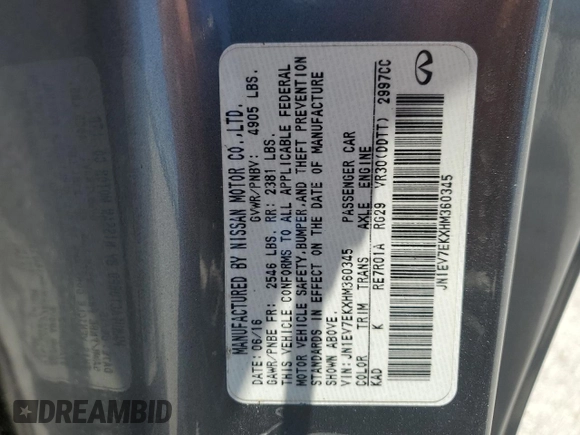 MANUFACTURED BY NISSAN MOTOR CO.,LTD.
DATE: 06/16 GVWR/PNBV: 4905 LBS.
GAWR/PNBE FR: 2546 LBS. RR: 2381 LBS.
THIS VEHICLE CONFORMS TO ALL APPLICABLE FEDERAL
MOTOR VEHICLE SAFETY,BUMPER,AND THEFT PREVENTION
STANDARDS IN EFFECT ON THE DATE OF MANUFACTURE
SHOWN ABOVE.
VIN: JN1EV7EKXHM360345 PASSENGER CAR
COLOR TRIM TRANS AXLE ENGINE
KAD K RE7R01A RG29 VR30(DDTT) 2997CC
JN1EV7EKXHM360345
DREAMBID